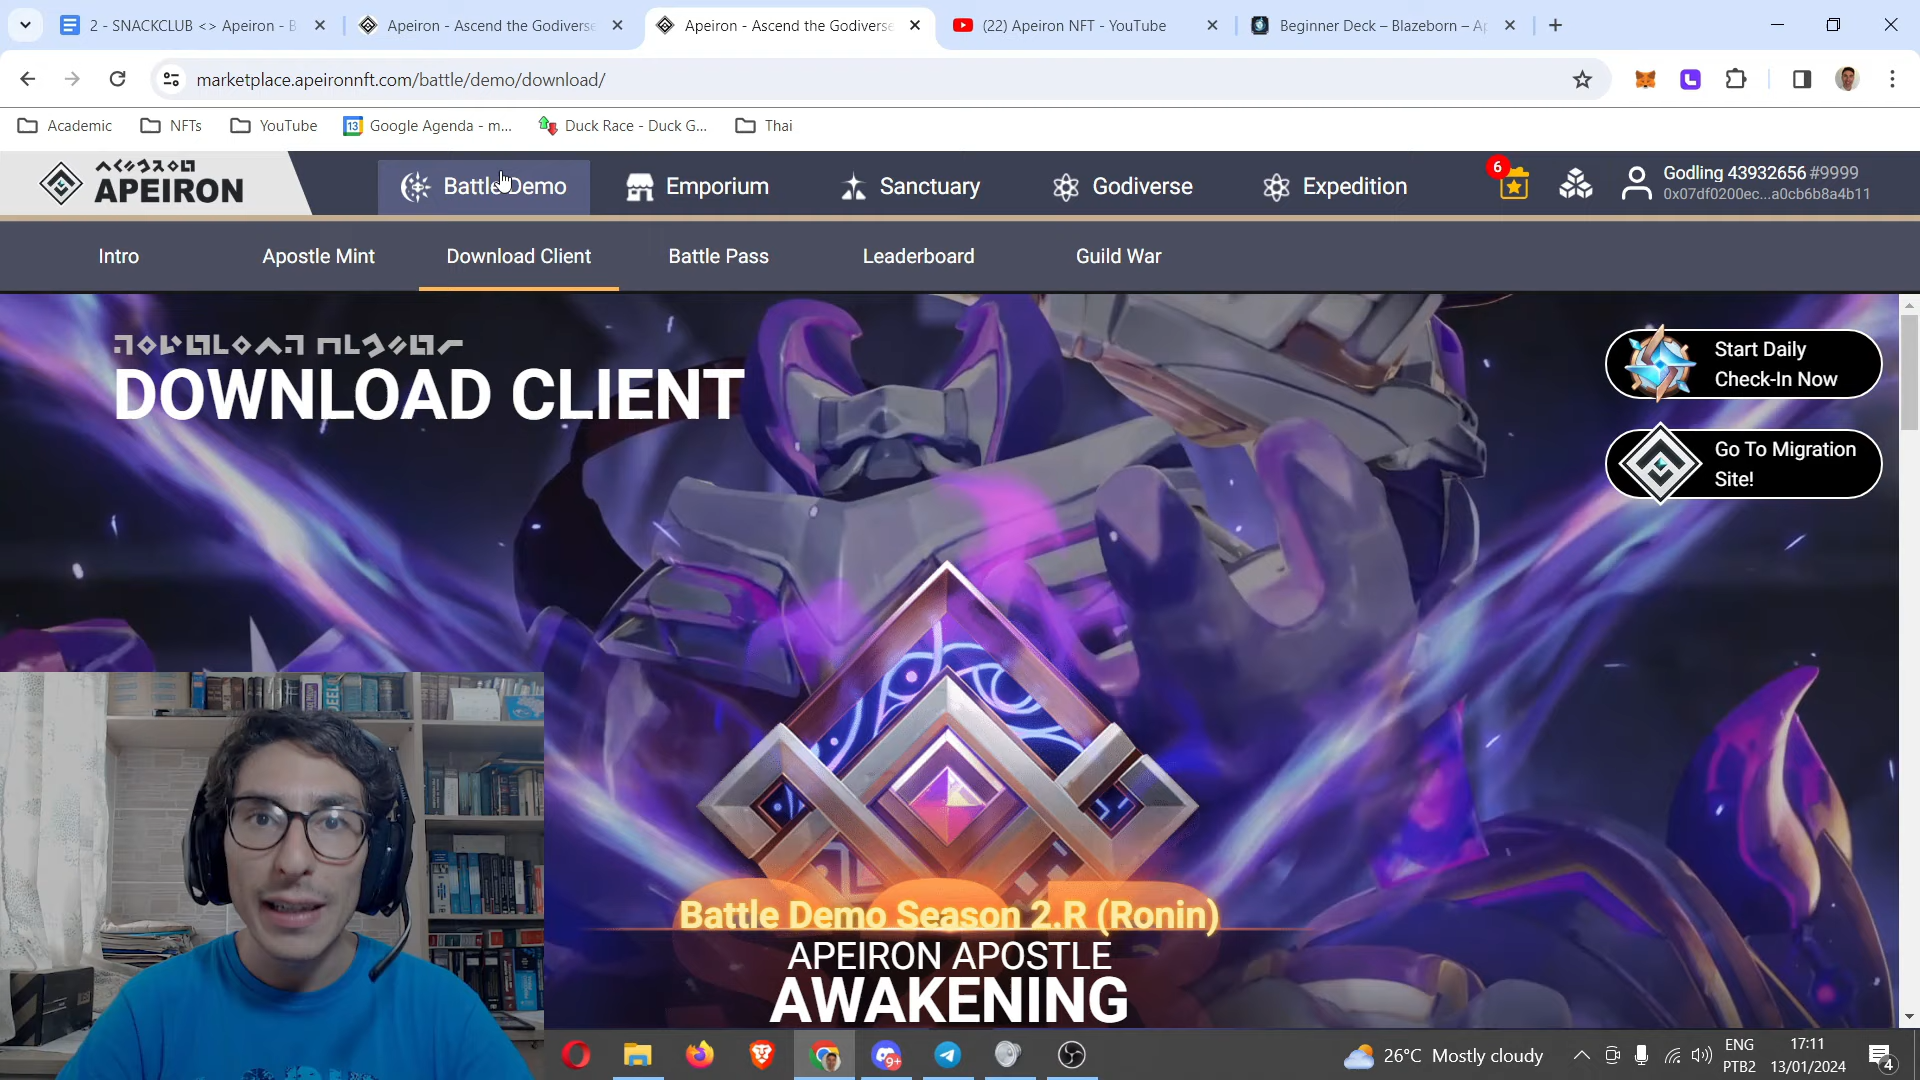 2 - SNACKCLUB <> Apeiron - B
Apeiron - Ascend the Godiverse
Apeiron - Ascend the Godiverse
(22) Apeiron NFT - YouTube
Beginner Deck – Blazeborn – Ap
marketplace.apeironnft.com/battle/demo/download/
Academic
NFTs
YouTube
13
Google Agenda - m...
Duck Race - Duck G...
Thai
APEIRON
Battle Demo
Emporium
Sanctuary
Godiverse
Expedition
6
Godling 43932656 #9999
0x07df0200ec...a0cb6b8a4b11
Intro
Apostle Mint
Download Client
Battle Pass
Leaderboard
Guild War
DOWNLOAD CLIENT
Start Daily
Check-In Now
Go To Migration
Site!
Battle Demo Season 2.R (Ronin)
APEIRON APOSTLE
AWAKENING
9+
26°C Mostly cloudy
ENG
PTB2
17:11
13/01/2024
4